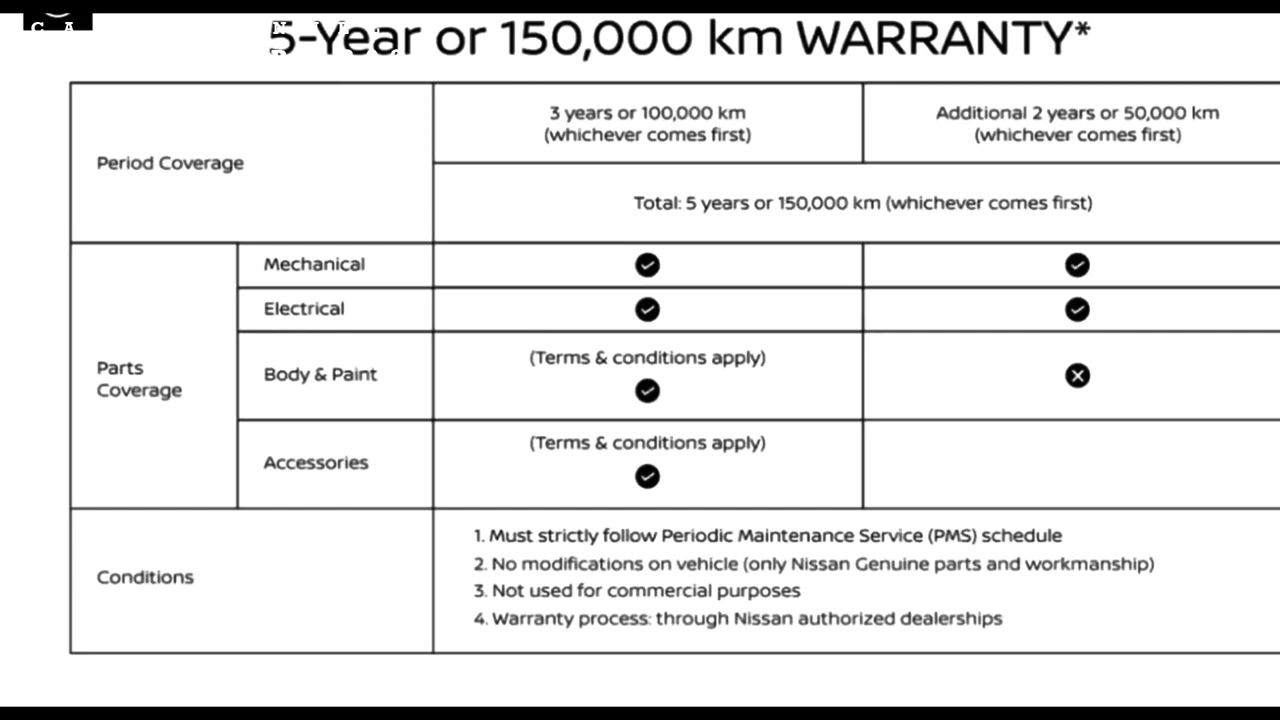 5-Year or 150,000 km WARRANTY*
Period Coverage
3 years or 100,000 km
(whichever comes first)
Additional 2 years or 50,000 km
(whichever comes first)
Total: 5 years or 150,000 km (whichever comes first)
Parts
Coverage
Mechanical
Electrical
Body & Paint
(Terms & conditions apply)
Accessories
(Terms & conditions apply)
Conditions
1. Must strictly follow Periodic Maintenance Service (PMS) schedule
2. No modifications on vehicle (only Nissan Genuine parts and workmanship)
3. Not used for commercial purposes
4. Warranty process: through Nissan authorized dealerships